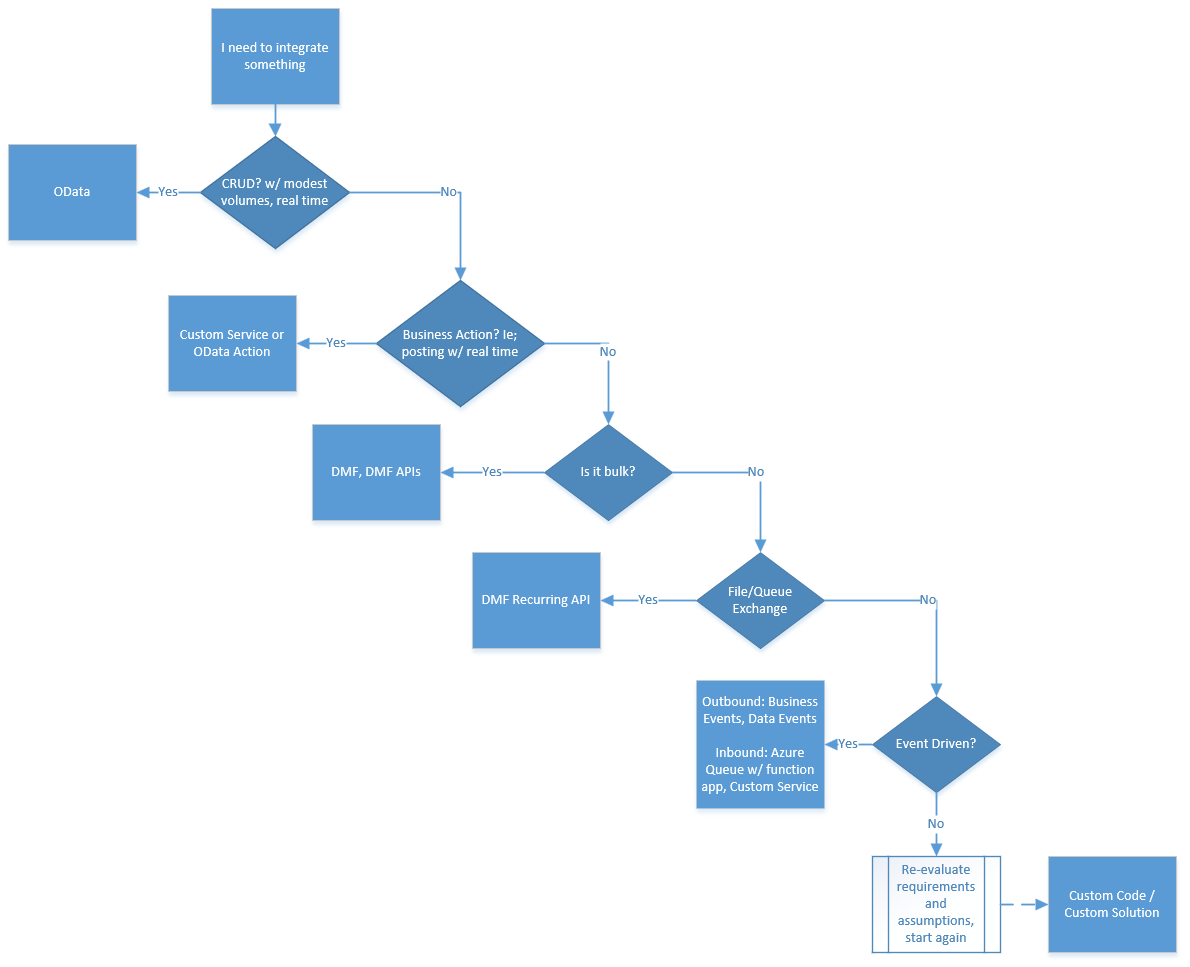 I need to integrate
something
CRUD? w/ modest
volumes, real time
Yes
No
OData
Business Action? Ie;
posting w/ real time
Yes
No
Custom Service or
OData Action
Is it bulk?
Yes
No
DMF, DMF APIs
File/Queue
Exchange
Yes
No
DMF Recurring API
Event Driven?
Yes
No
Outbound: Business
Events, Data Events
Inbound: Azure
Queue w/ function
app, Custom Service
Re-evaluate
requirements
and
assumptions,
start again
Custom Code /
Custom Solution